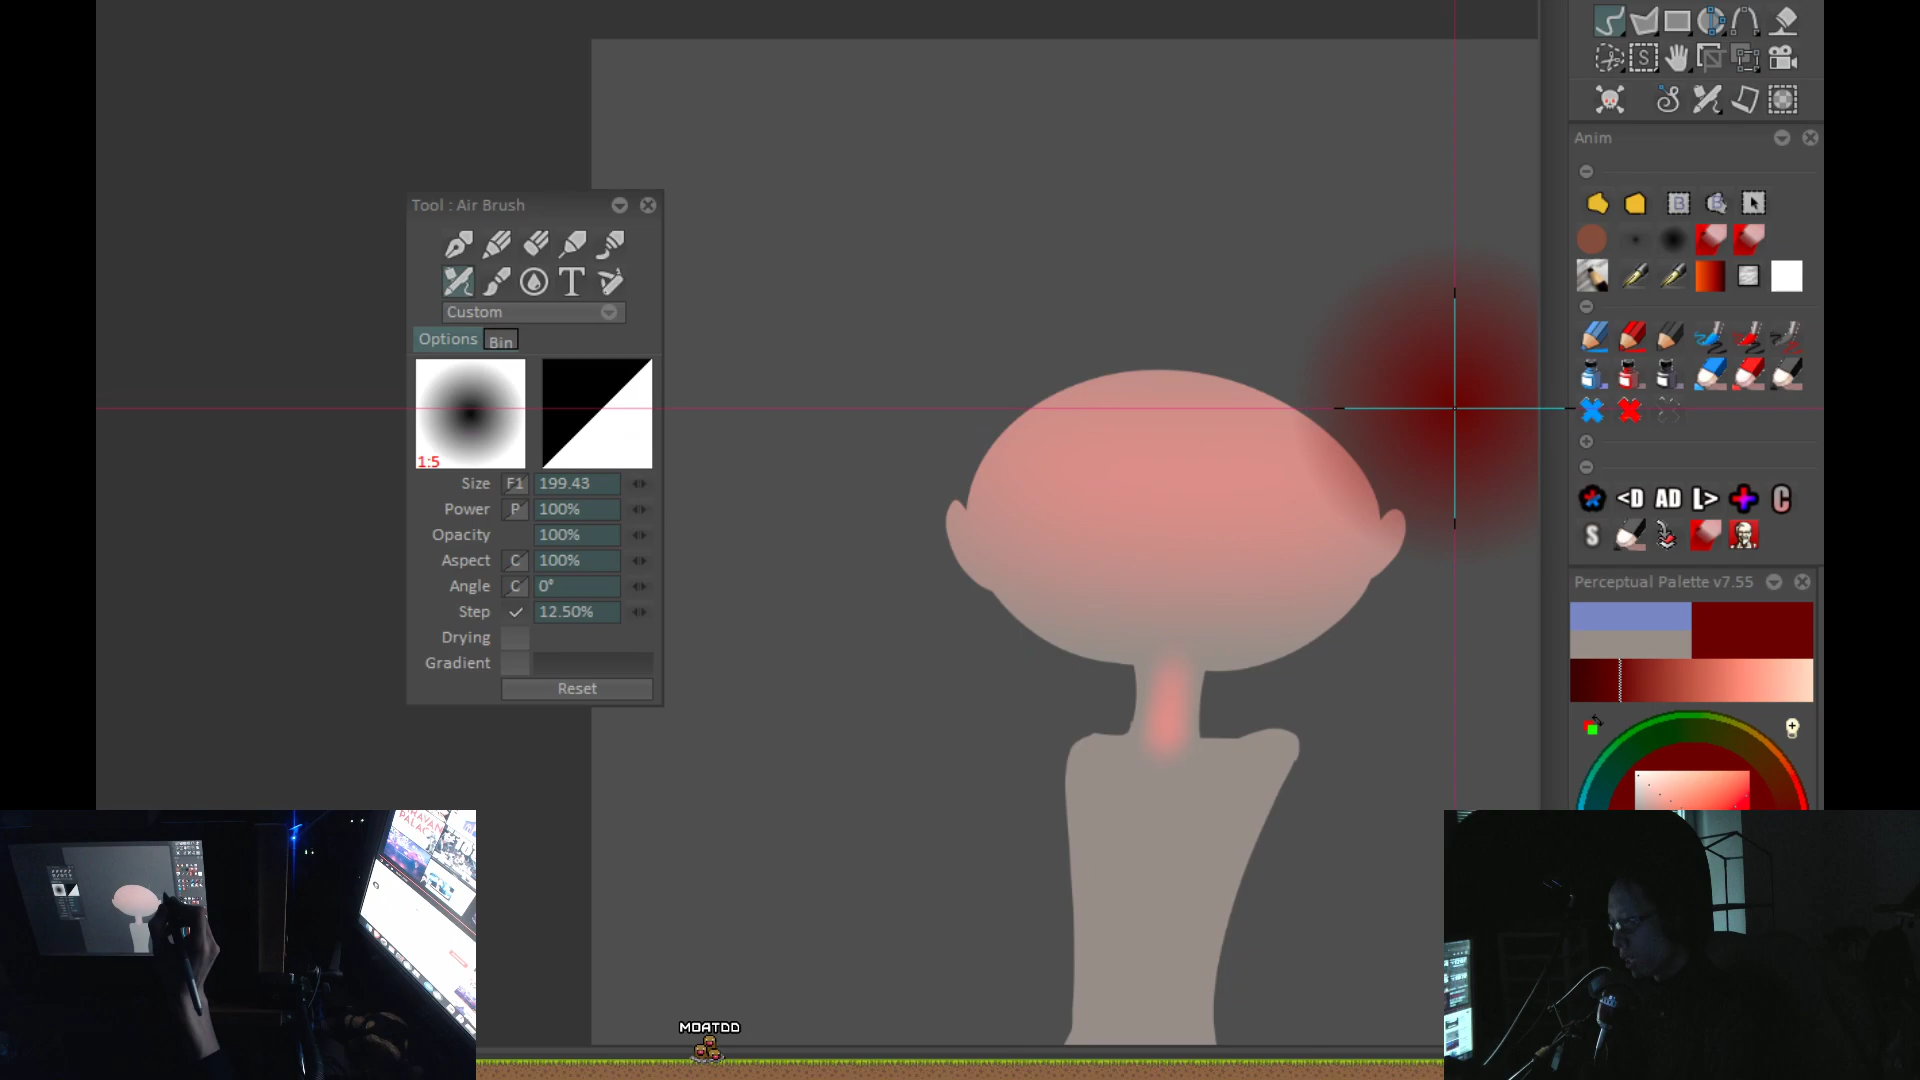 Anim
Tool : Air Brush
Custom
Options Bin
1:5
Size F1 199.43
Power P 100%
Opacity 100%
Aspect C 100%
Angle C 0°
Step 12.50%
Drying
Gradient
Reset
S
B B
<D AD L> C
S
Perceptual Palette v7.55
MOATDD